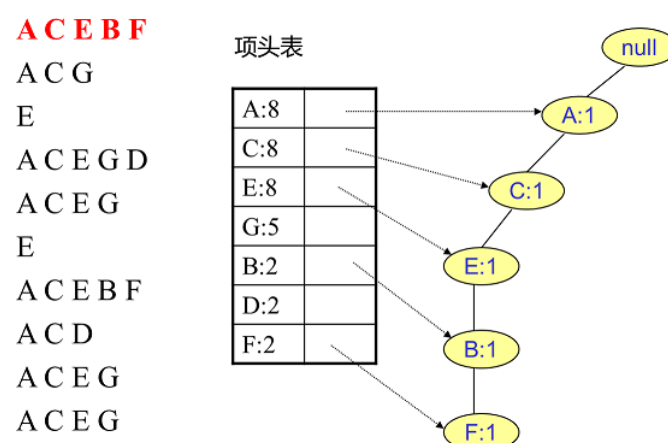 A C E B F
A C G
E
A C E G D
A C E G
E
A C E B F
A C D
A C E G
A C E G
项头表
A:8
C:8
E:8
G:5
B:2
D:2
F:2
null
A:1
C:1
E:1
B:1
F:1